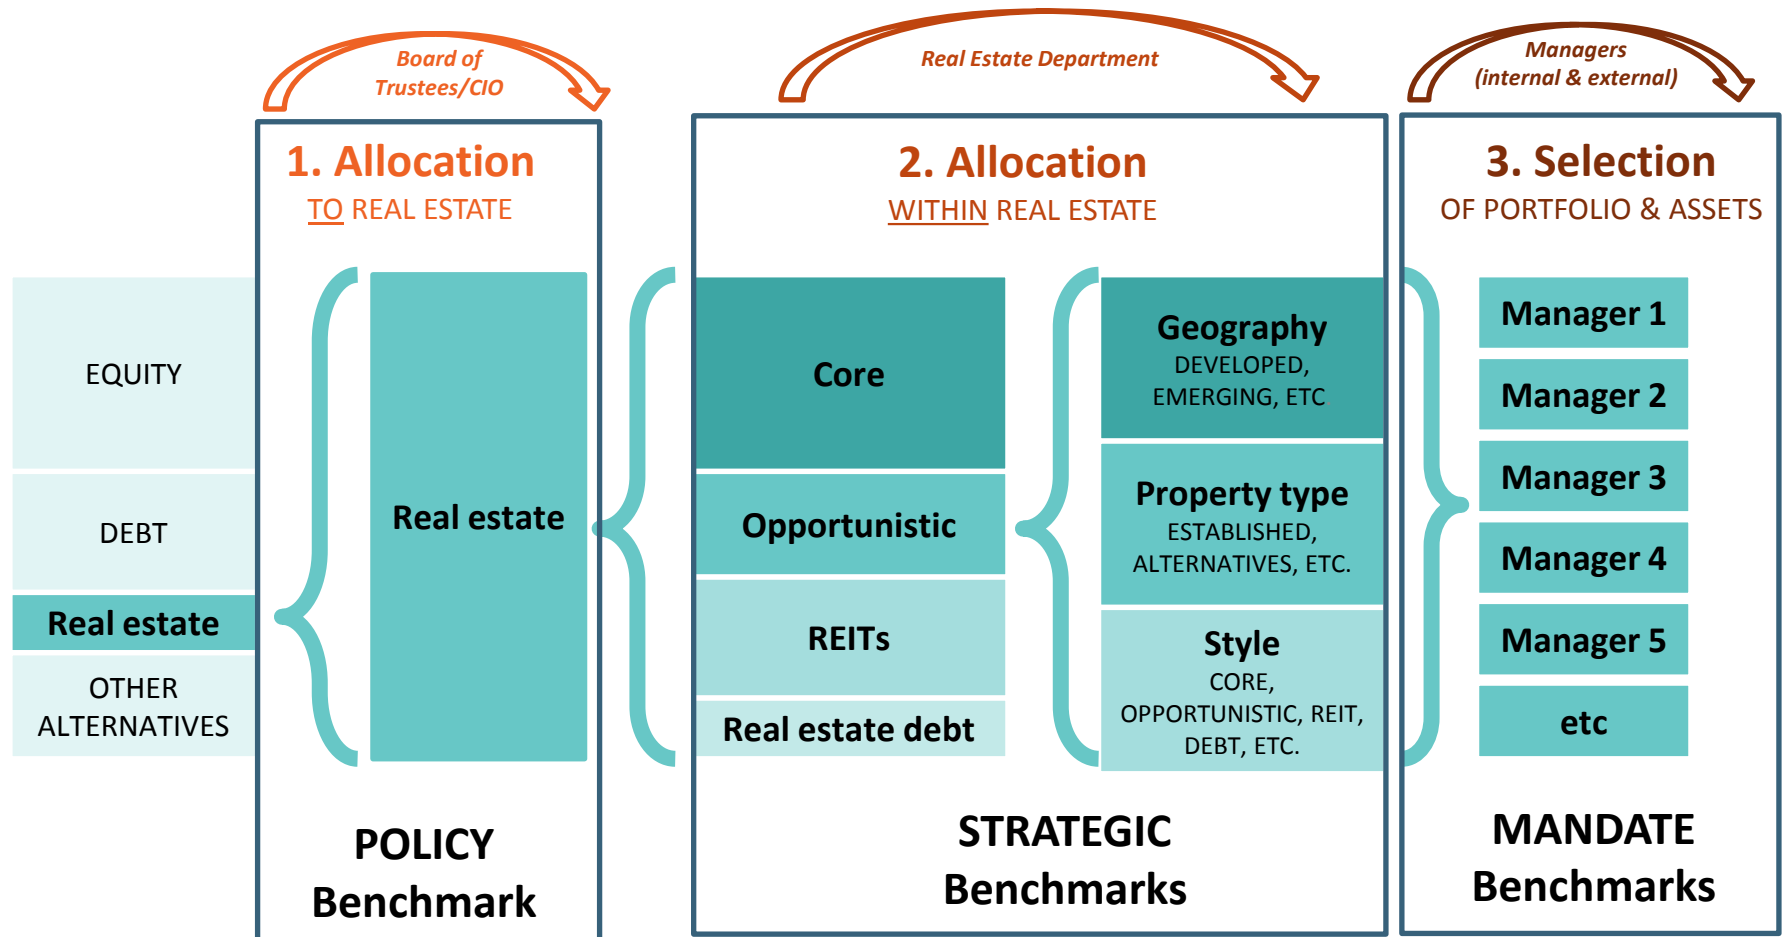 Board of
Trustees/CIO
Real Estate Department
Managers
(internal & external)
1. Allocation
TO REAL ESTATE
2. Allocation
WITHIN REAL ESTATE
3. Selection
OF PORTFOLIO & ASSETS
EQUITY
DEBT
Real estate
OTHER
ALTERNATIVES
Real estate
Core
Opportunistic
REITs
Real estate debt
Geography
DEVELOPED,
EMERGING, ETC
Property type
ESTABLISHED,
ALTERNATIVES, ETC.
Style
CORE,
OPPORTUNISTIC, REIT,
DEBT, ETC.
Manager 1
Manager 2
Manager 3
Manager 4
Manager 5
etc
POLICY
Benchmark
STRATEGIC
Benchmarks
MANDATE
Benchmarks